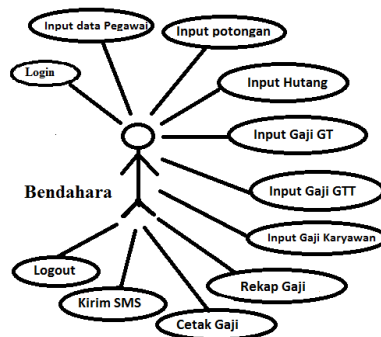 Input data Pegawai
Input potongan
Login
Input Hutang
Input Gaji GT
Input Gaji GTT
Bendahara
Input Gaji Karyawan
Logout
Rekap Gaji
Kirim SMS
Cetak Gaji